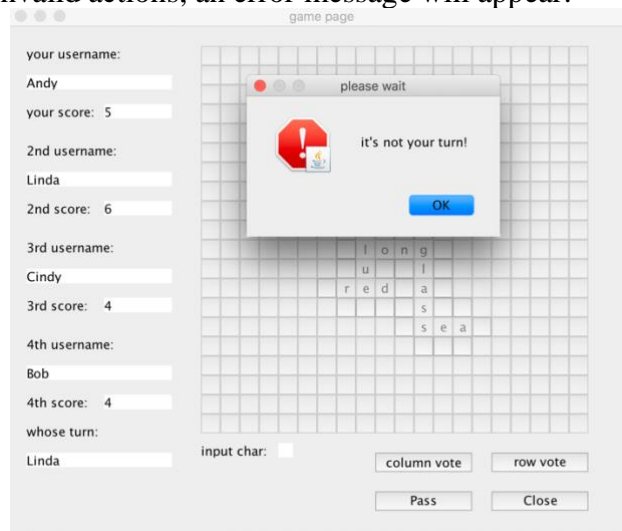 nvalid actions, an error message will appear.
game page
your username:
Andy
your score: 5
2nd username:
Linda
2nd score: 6
3rd username:
Cindy
3rd score: 4
4th username:
Bob
4th score: 4
whose turn:
Linda
please wait
it's not your turn!
OK
l o n g
u l
r e d a
s
s e a
input char:
column vote row vote
Pass Close